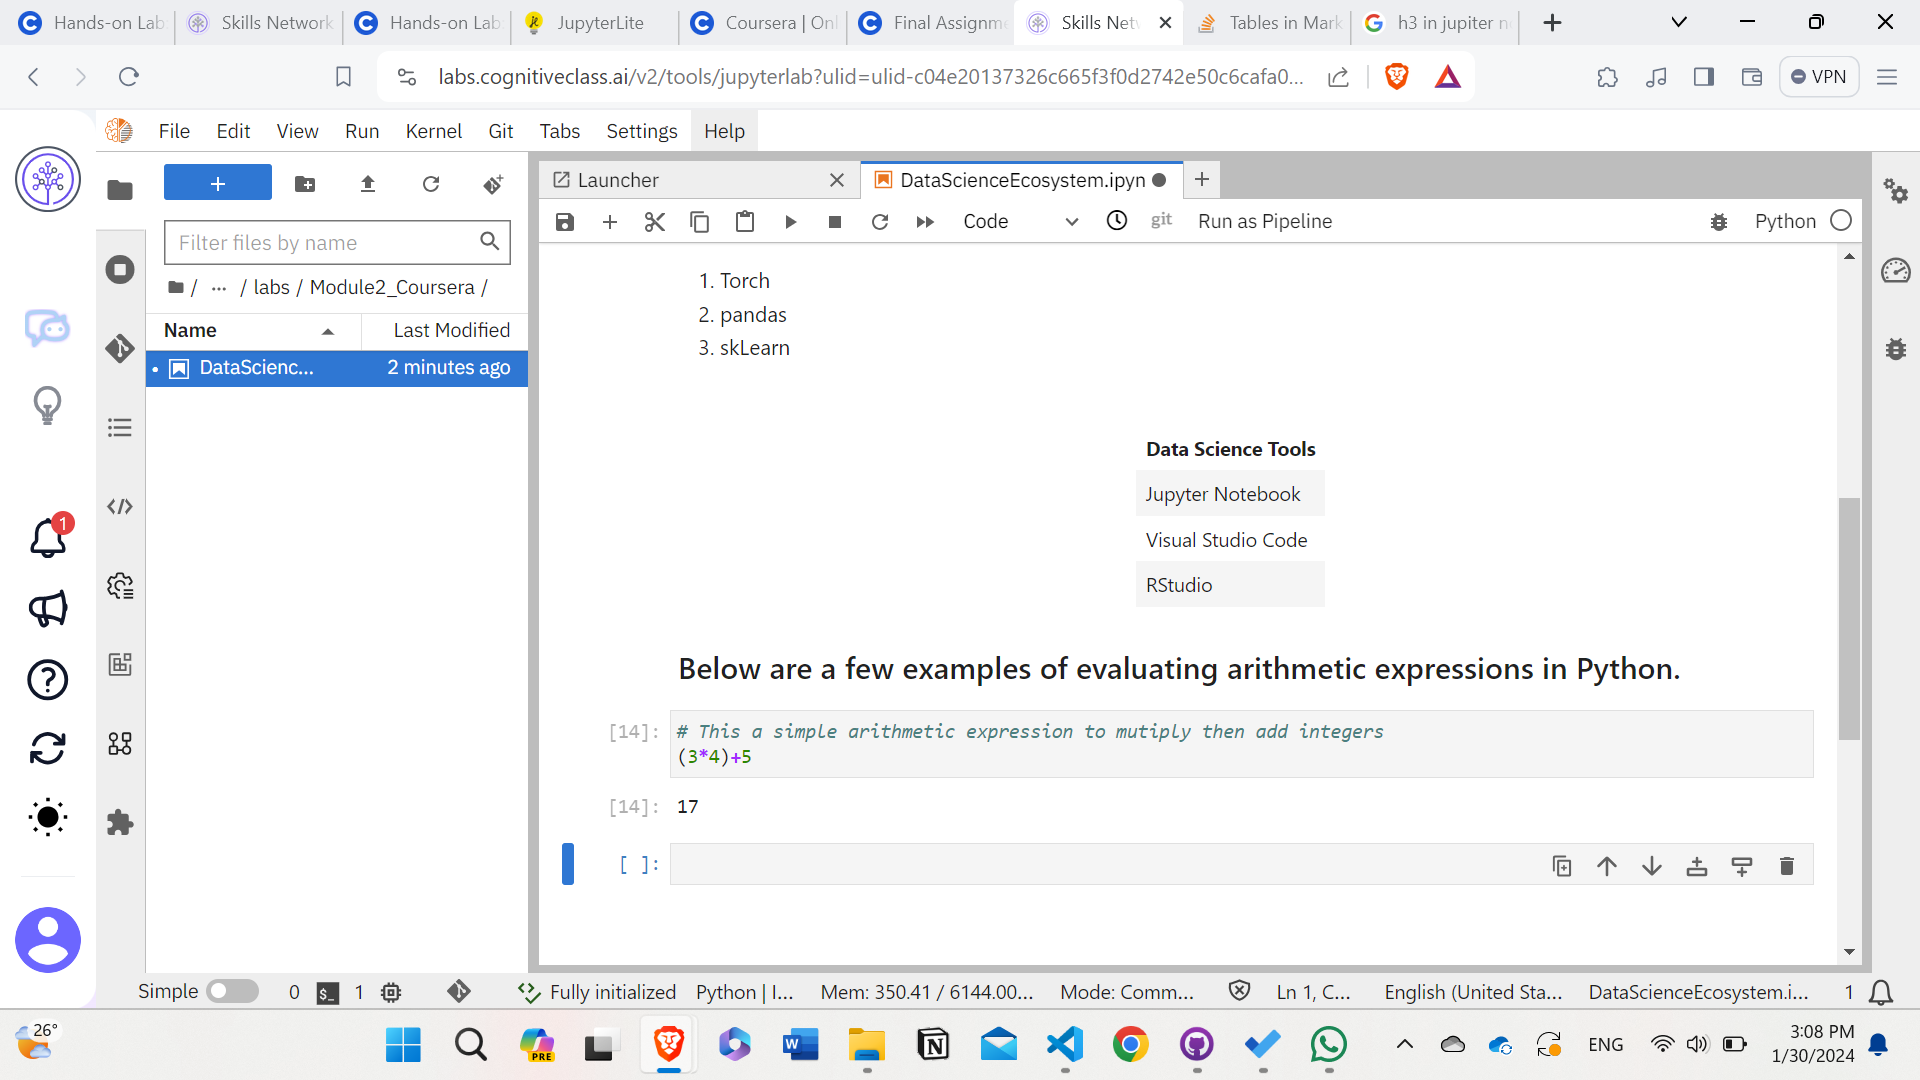 Hands-on Lab
Skills Network
Hands-on Lab
JupyterLite
Coursera | Onl
Final Assignme
Skills Netw
Tables in Mark
h3 in jupiter n
labs.cognitiveclass.ai/v2/tools/jupyterlab?ulid=ulid-c04e20137326c665f3f0d2742e50c6cafa0...
VPN
File Edit View Run Kernel Git Tabs Settings Help
Launcher
DataScienceEcosystem.ipyn
Code
git
Run as Pipeline
Python
Filter files by name
/ ... / labs / Module2_Coursera /
Name
Last Modified
DataScienc...
2 minutes ago
1. Torch
2. pandas
3. skLearn
Data Science Tools
Jupyter Notebook
Visual Studio Code
RStudio
Below are a few examples of evaluating arithmetic expressions in Python.
[14]: # This a simple arithmetic expression to mutiply then add integers
(3*4)+5
[14]: 17
[ ]:
1
Simple
0
$_
1
Fully initialized
Python | I...
Mem: 350.41 / 6144.00...
Mode: Comm...
Ln 1, C...
English (United Sta...
DataScienceEcosystem.i...
1
26°
PRE
W
N
ENG
3:08 PM
1/30/2024